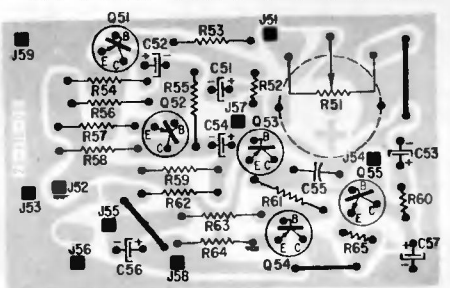 Q51
J51
J59
C52
R53
B
E
C
R54
R55
C51
R52
R56
Q52
J57
R51
R57
B
E
C
C54
Q53
B
E
C
R58
J54
C53
R59
C55
Q55
J53
J52
R62
R61
B
E
C
R60
J55
R63
B
E
C
R65
J56
C56
J58
R64
Q54
C57